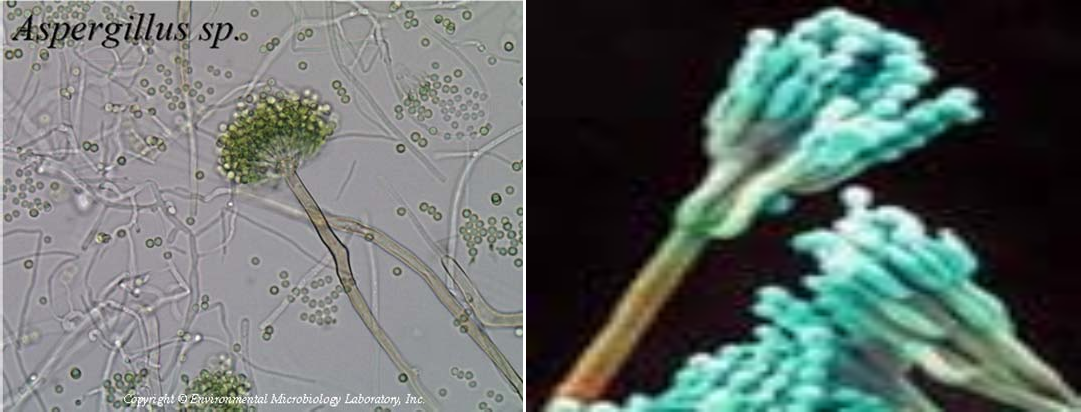 Aspergillus sp.
Copyright © Environmental Microbiology Laboratory, Inc.